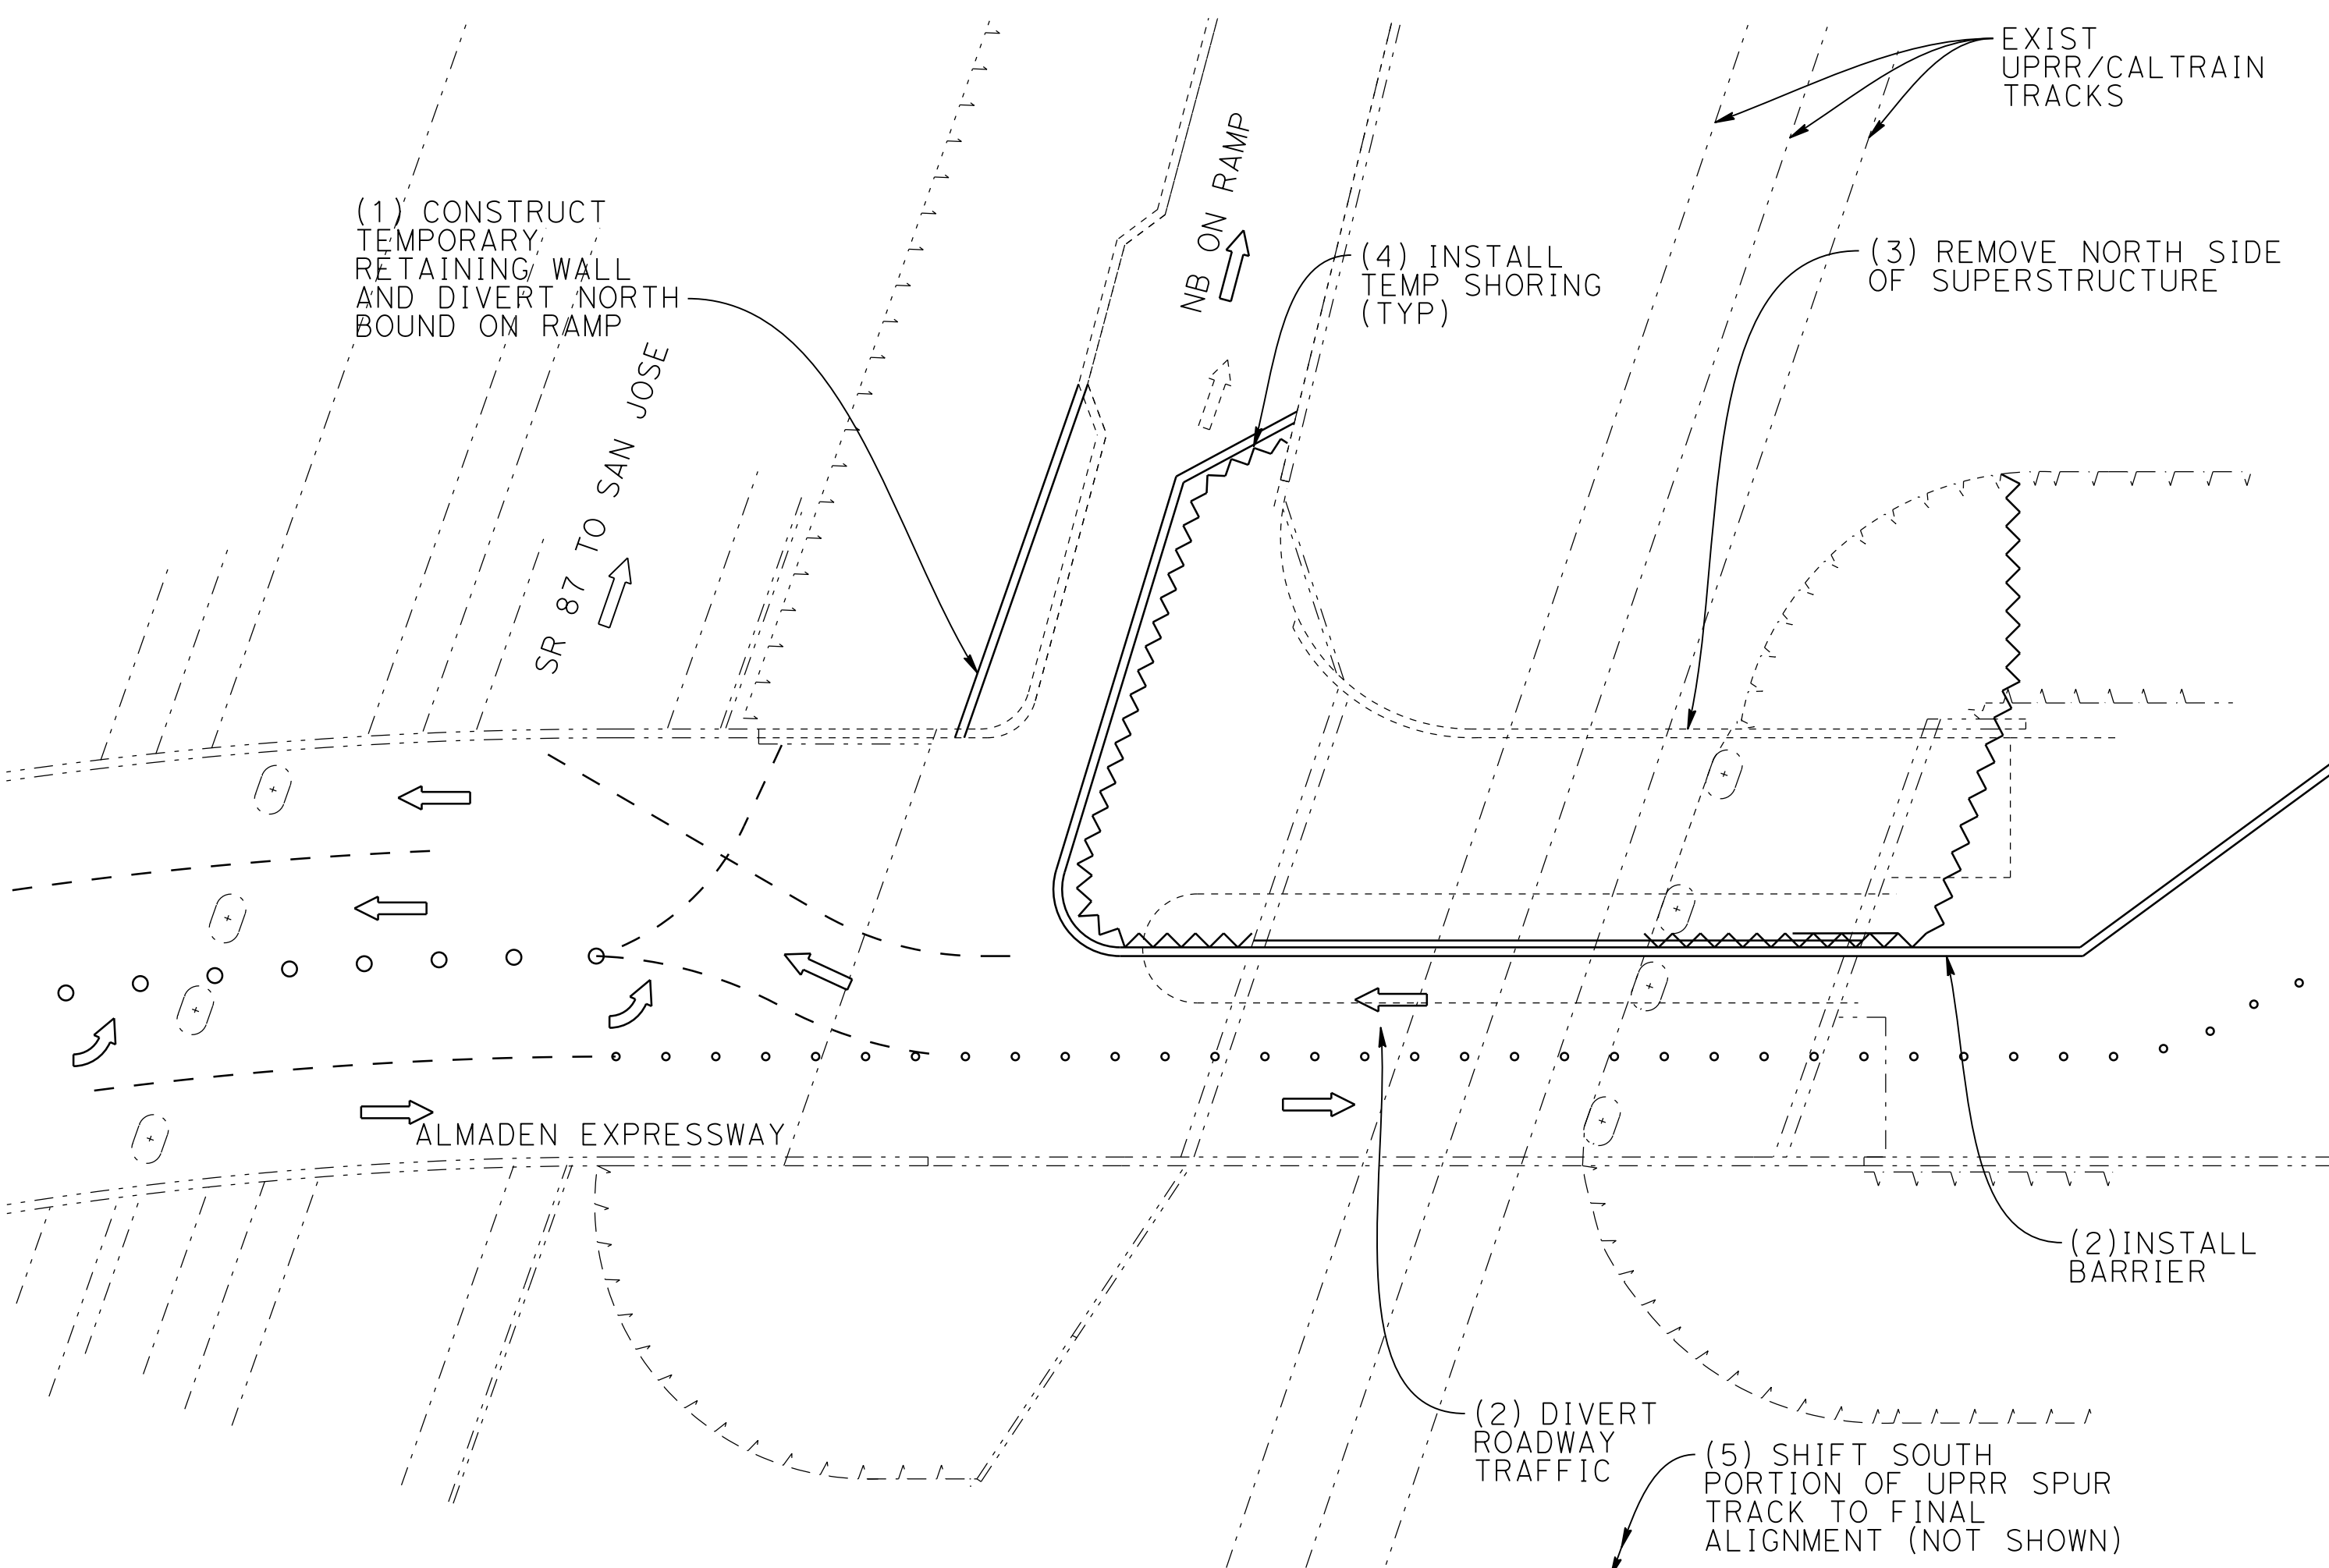 EXIST
UPRR/CALTRAIN
TRACKS
(1) CONSTRUCT
TEMPORARY
RETAINING WALL
AND DIVERT NORTH
BOUND ON RAMP
NB ON RAMP
(4) INSTALL
TEMP SHORING
(TYP)
(3) REMOVE NORTH SIDE
OF SUPERSTRUCTURE
SR 87 TO SAN JOSE
ALMADEN EXPRESSWAY
(2)INSTALL
BARRIER
(2) DIVERT
ROADWAY
TRAFFIC
(5) SHIFT SOUTH
PORTION OF UPRR SPUR
TRACK TO FINAL
ALIGNMENT (NOT SHOWN)